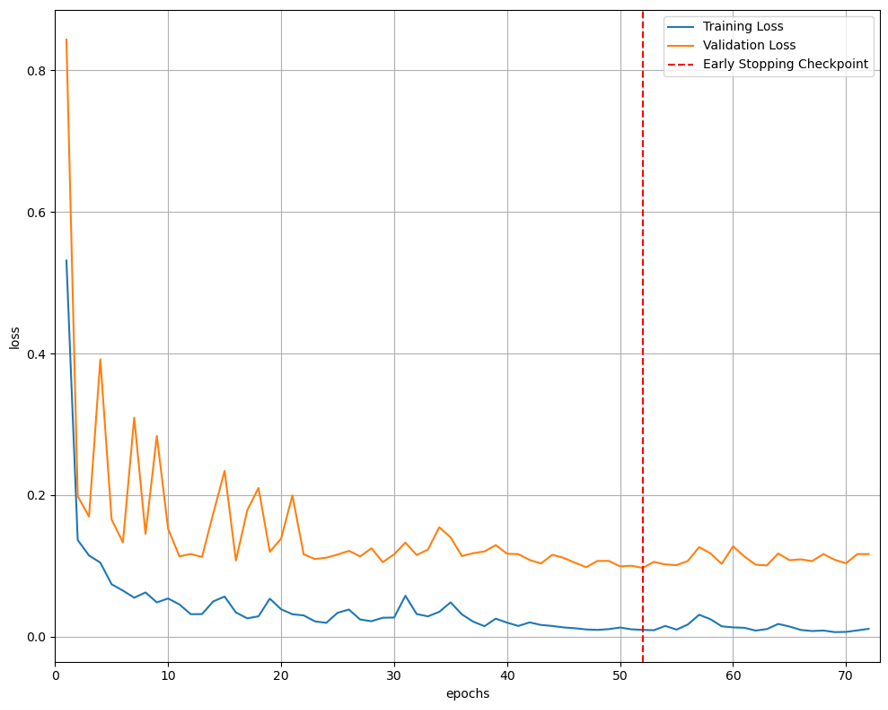 Training Loss
Validation Loss
Early Stopping Checkpoint
0.8
0.6
loss
0.4
0.2
0.0
0 10 20 30 40 50 60 70
epochs